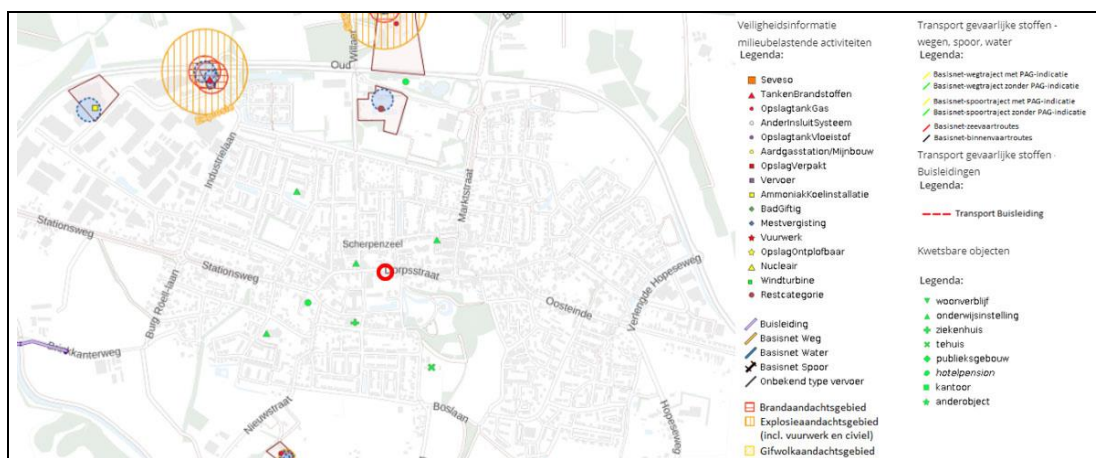 Oud
Willaer
Industrielaan
Marktstraat
Stationsweg
Scherpenzeel
Dorpsstraat
Stationsweg
Burg Royll-laan
Oosteinde
Verlengde Hopeseweg
Brinkkanterweg
Nieuwstraat
Boslaan
Hopeseweg
Veiligheidsinformatie
milieubelastende activiteiten
Legenda:
Seveso
TankenBrandstoffen
OpslagtankGas
AnderInsluitSysteem
OpslagtankVloeistof
Aardgasstation/Mijnbouw
OpslagVerpakt
Vervoer
AmmoniakKoelinstallatie
BadGiftig
Mestvergisting
Vuurwerk
OpslagOntplofbaar
Nucleair
Windturbine
Restcategorie
Buisleiding
Basisnet Weg
Basisnet Water
Basisnet Spoor
Onbekend type vervoer
Brandaandachtsgebied
Explosieaandachtsgebied
(incl. vuurwerk en civiel)
Gifwolkaandachtsgebied
Transport gevaarlijke stoffen -
wegen, spoor, water
Legenda:
Basisnet-wegtraject met PAG-indicatie
Basisnet-wegtraject zonder PAG-indicatie
Basisnet-spoortraject met PAG-indicatie
Basisnet-spoortraject zonder PAG-indicatie
Basisnet-zeevaartroutes
Basisnet-binnenvaartroutes
Transport gevaarlijke stoffen
Buisleidingen
Legenda:
Transport Buisleiding
Kwetsbare objecten
Legenda:
woonverblijf
onderwijsinstelling
ziekenhuis
tehuis
publieksgebouw
hotelpension
kantoor
anderobject